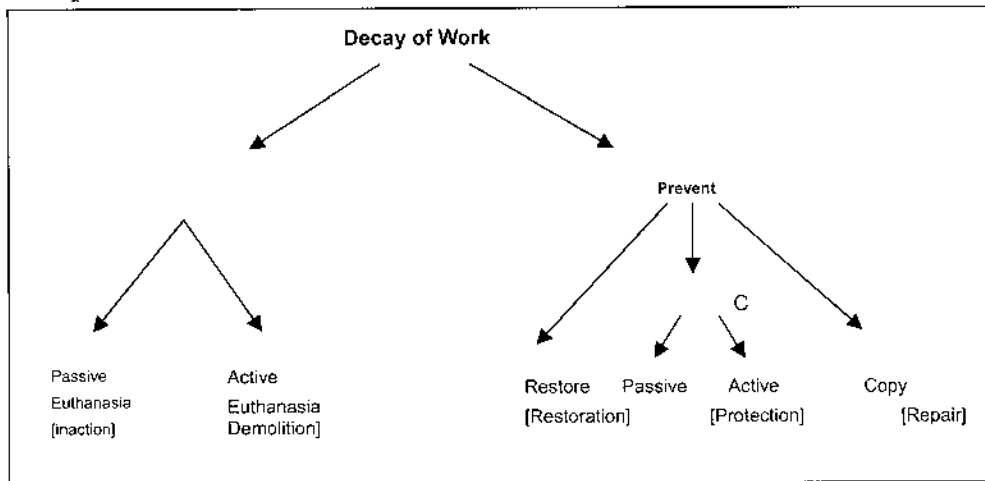 Decay of Work
Prevent
C
Passive
Euthanasia
[inaction]
Active
Euthanasia
Demolition]
Restore Passive Active Copy
[Restoration] [Protection] [Repair]